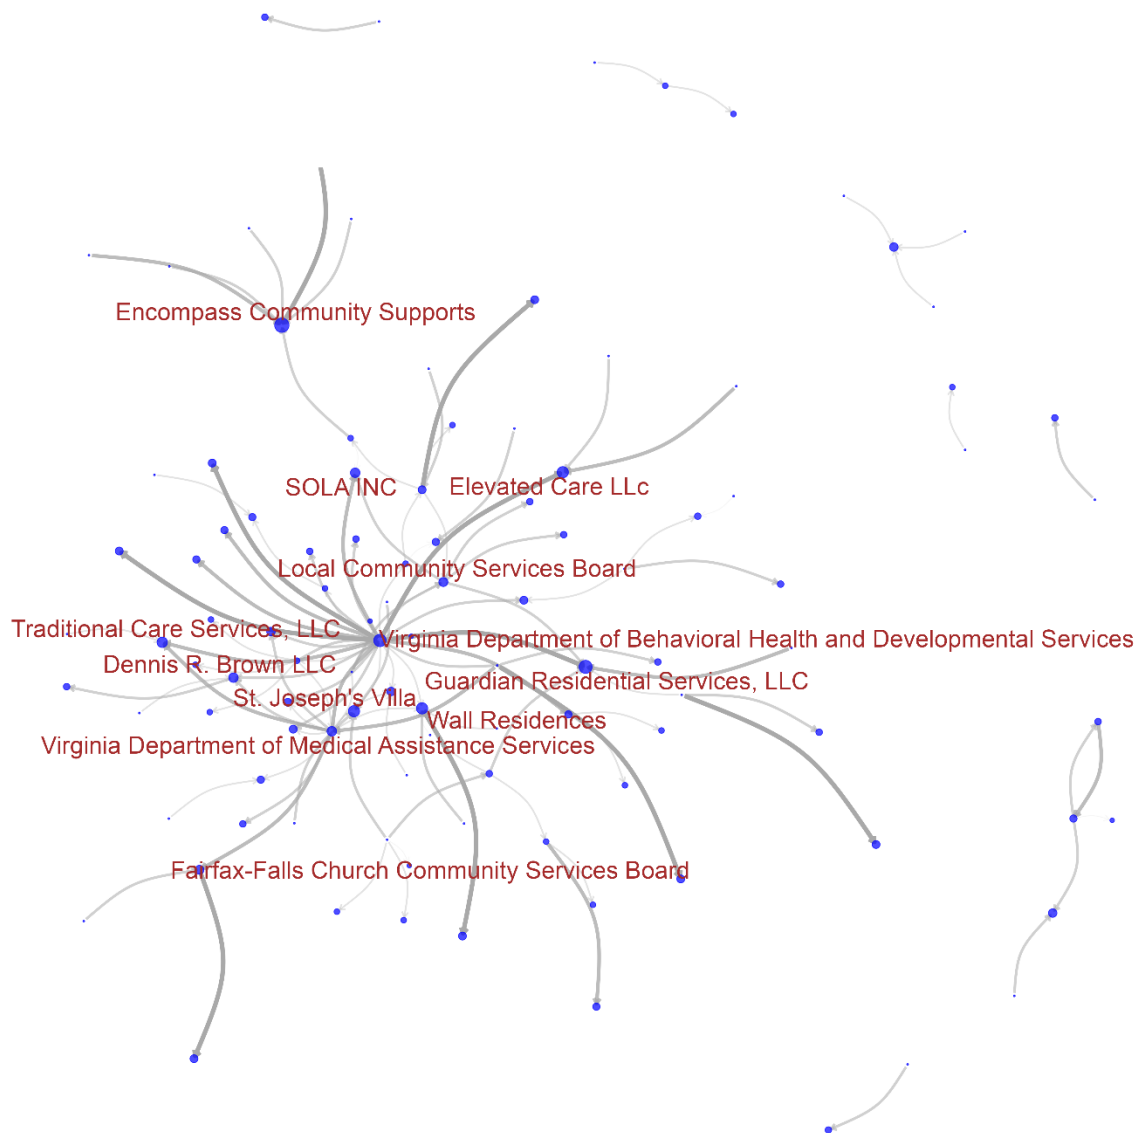 Encompass Community Supports
SOLA INC
Elevated Care LLc
Local Community Services Board
Traditional Care Services, LLC
Virginia Department of Behavioral Health and Developmental Services
Dennis R. Brown LLC
Guardian Residential Services, LLC
St. Joseph's Villa
Wall Residences
Virginia Department of Medical Assistance Services
Fairfax-Falls Church Community Services Board